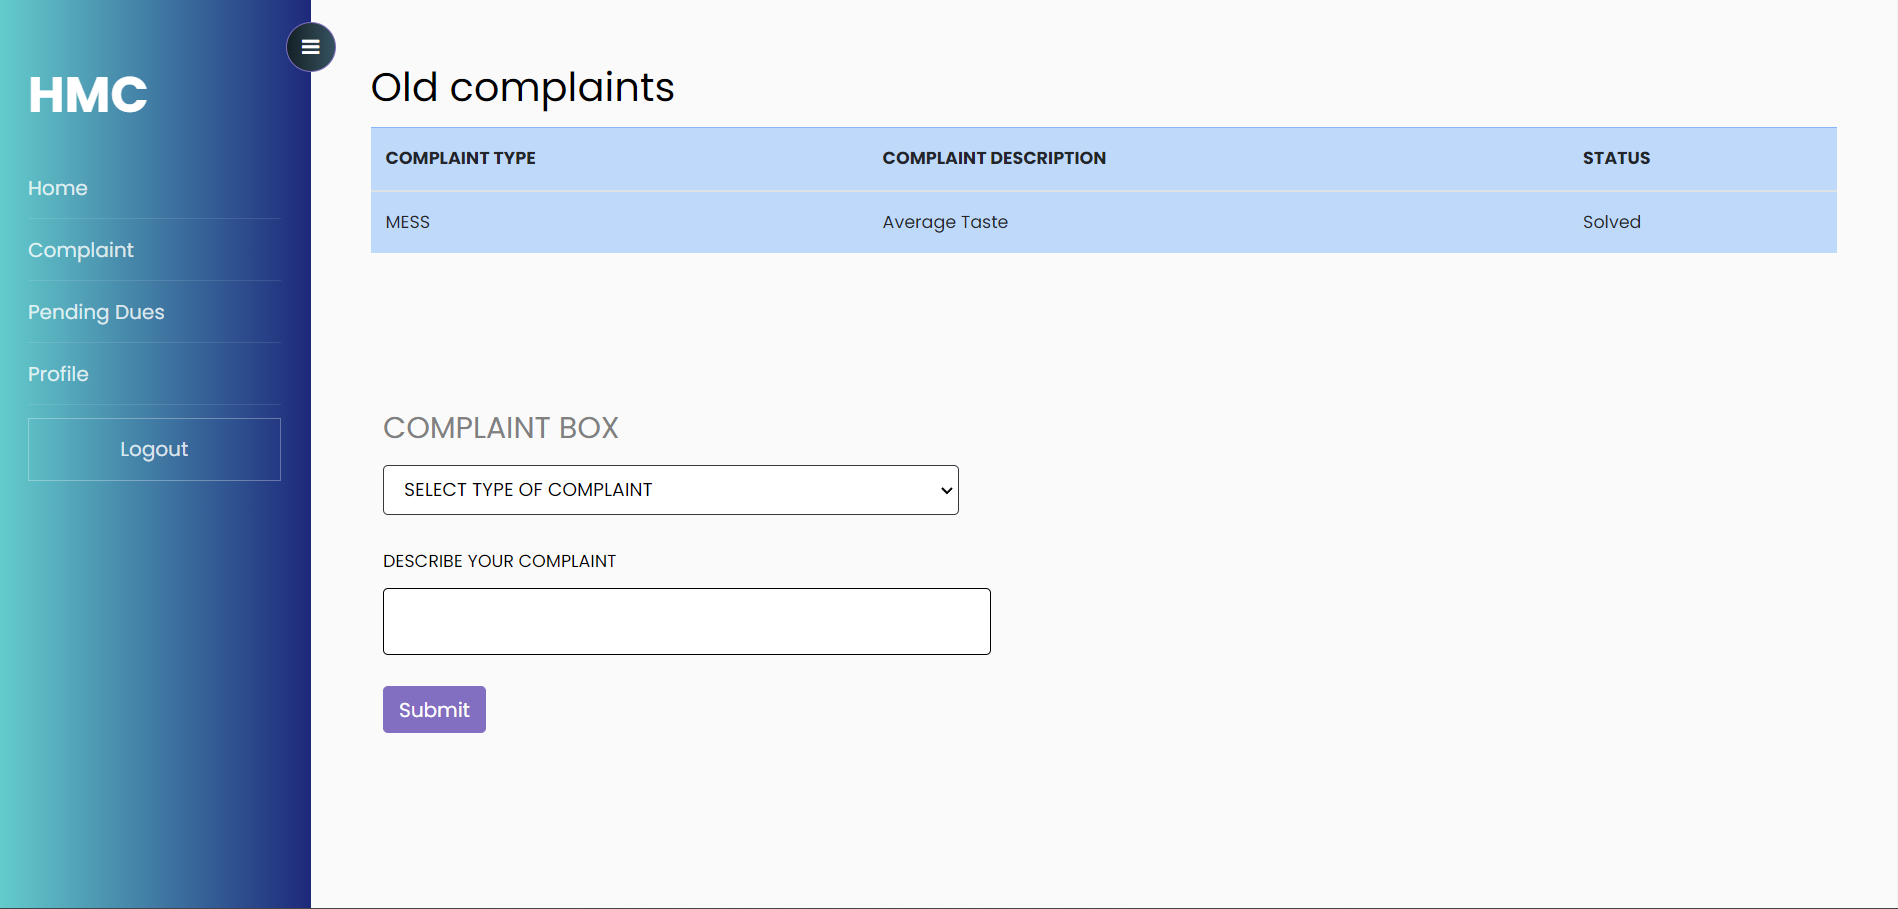 HMC
Home
Complaint
Pending Dues
Profile
Logout
Old complaints
COMPLAINT TYPE COMPLAINT DESCRIPTION STATUS
MESS Average Taste Solved
COMPLAINT BOX
SELECT TYPE OF COMPLAINT
DESCRIBE YOUR COMPLAINT
Submit